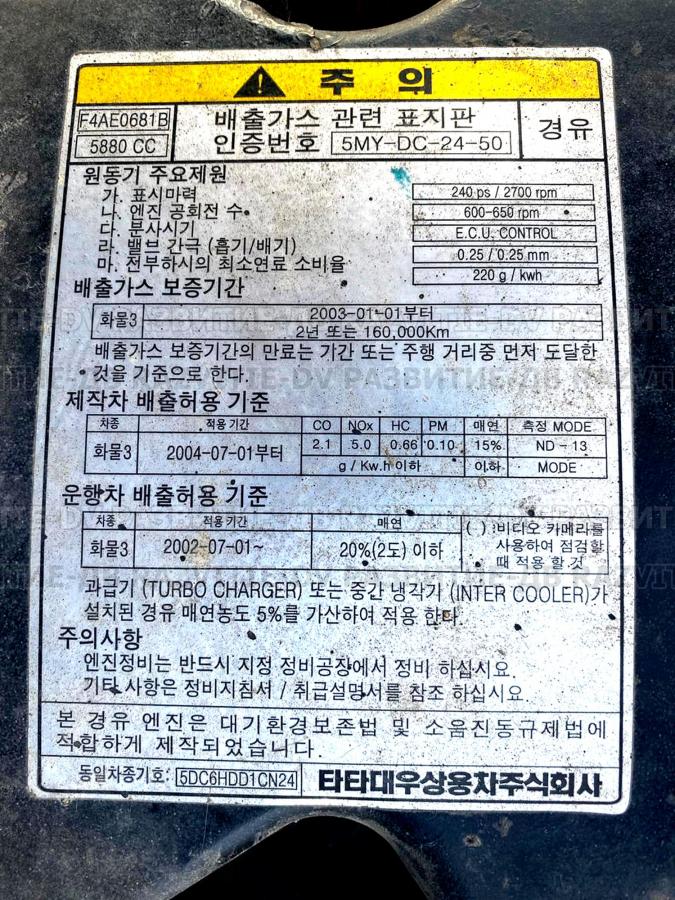 주 의
F4AE0681B
5880 CC
배출가스 관련 표지판
인증번호 5MY-DC-24-50
경유
원동기 주요제원
가. 표시마력 240 ps / 2700 rpm
나. 엔진 공회전 수 600-650 rpm
다. 분사시기 E.C.U. CONTROL
라. 밸브 간극 (흡기/배기) 0.25 / 0.25 mm
마. 전부하시의 최소연료 소비율 220 g / kwh
배출가스 보증기간
화물3 2003-01-01부터
2년 또는 160,000Km
배출가스 보증기간의 만료는 기간 또는 주행 거리중 먼저 도달한
것을 기준으로 한다.
제작차 배출허용 기준
차종 적용기간 CO NOx HC PM 매연 측정 MODE
화물3 2004-07-01부터 2.1 5.0 0.66 0.10 15% ND - 13
g / Kw.h 이하 이하 MODE
운행차 배출허용 기준
차종 적용기간 매연 ( ) :비디오 카메라를
화물3 2002-07-01~ 20%(2도) 이하 사용하여 점검할
때 적용 할 것
과급기 (TURBO CHARGER) 또는 중간 냉각기 (INTER COOLER)가
설치된 경유 매연농도 5%를 가산하여 적용 한다.
주의사항
엔진정비는 반드시 지정 정비공장에서 정비 하십시요.
기타 사항은 정비지침서 / 취급설명서를 참조 하십시요.
본 경유 엔진은 대기환경보존법 및 소음진동규제법에
적합하게 제작되었습니다.
동일차종기호: 5DC6HDD1CN24 타타대우상용차주식회사